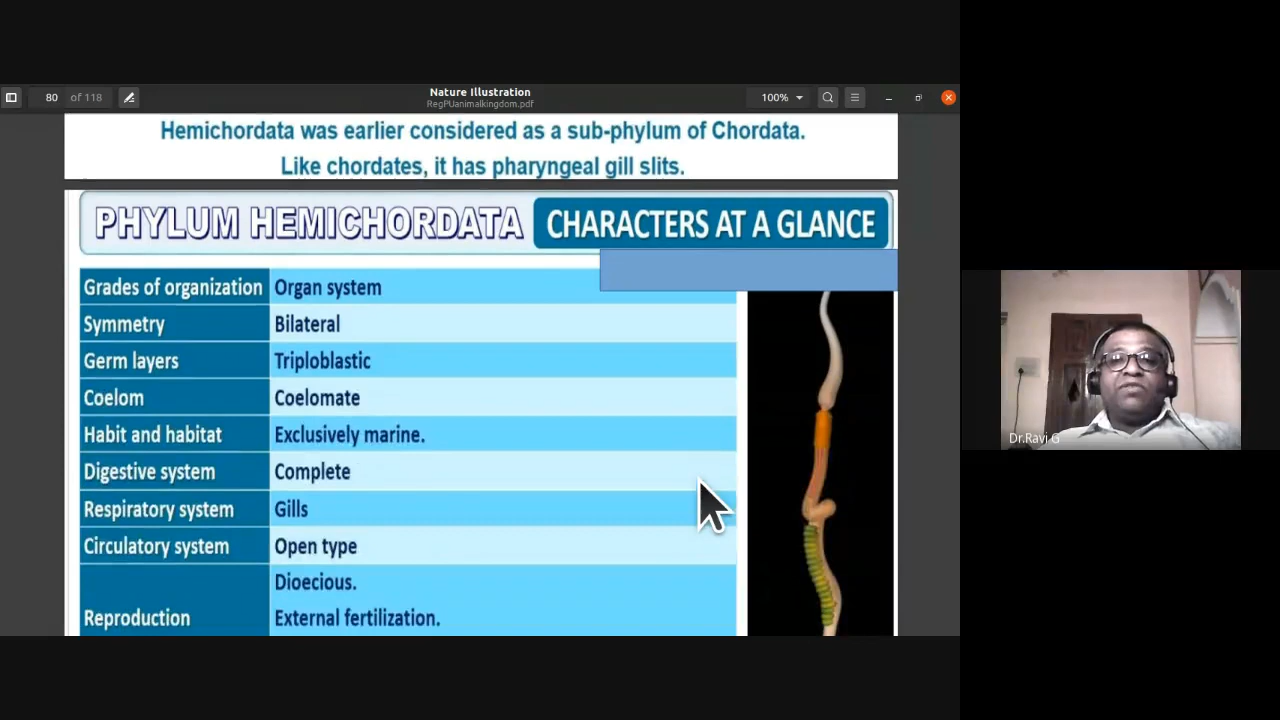 80 of 118
Nature Illustration
RegPUanimalkingdom.pdf
100%
Hemichordata was earlier considered as a sub-phylum of Chordata.
Like chordates, it has pharyngeal gill slits.
PHYLUM HEMICHORDATA CHARACTERS AT A GLANCE
Grades of organization Organ system
Symmetry Bilateral
Germ layers Triploblastic
Coelom Coelomate
Habit and habitat Exclusively marine.
Digestive system Complete
Respiratory system Gills
Circulatory system Open type
Dioecious.
Reproduction External fertilization.
Dr.Ravi G